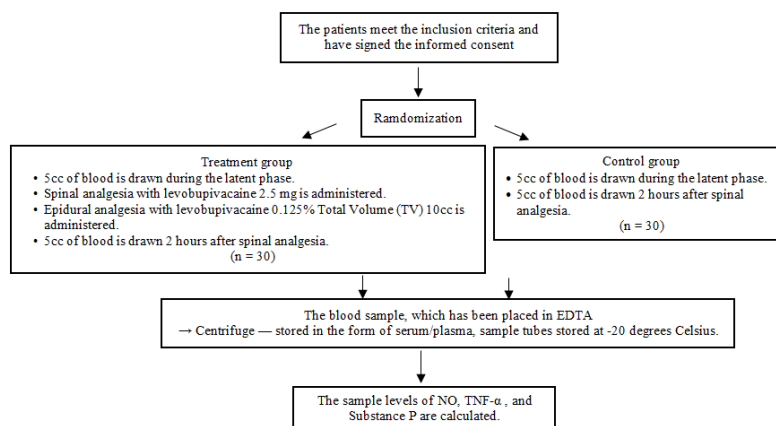 The patients meet the inclusion criteria and
have signed the informed consent
Ramdomization
Treatment group
• 5cc of blood is drawn during the latent phase.
• Spinal analgesia with levobupivacaine 2.5 mg is administered.
• Epidural analgesia with levobupivacaine 0.125% Total Volume (TV) 10cc is
administered.
• 5cc of blood is drawn 2 hours after spinal analgesia.
(n = 30)
Control group
• 5cc of blood is drawn during the latent phase.
• 5cc of blood is drawn 2 hours after spinal
analgesia.
(n = 30)
The blood sample, which has been placed in EDTA
→ Centrifuge — stored in the form of serum/plasma, sample tubes stored at -20 degrees Celsius.
The sample levels of NO, TNF-α , and
Substance P are calculated.